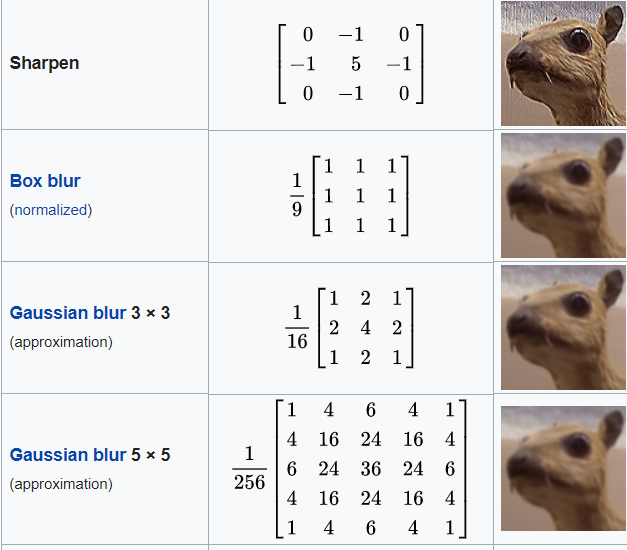 Sharpen
0 −1 0
−1 5 −1
0 −1 0
Box blur
(normalized)
1
9
1 1 1
1 1 1
1 1 1
Gaussian blur 3 × 3
(approximation)
1
16
1 2 1
2 4 2
1 2 1
Gaussian blur 5 × 5
(approximation)
1
256
1 4 6 4 1
4 16 24 16 4
6 24 36 24 6
4 16 24 16 4
1 4 6 4 1